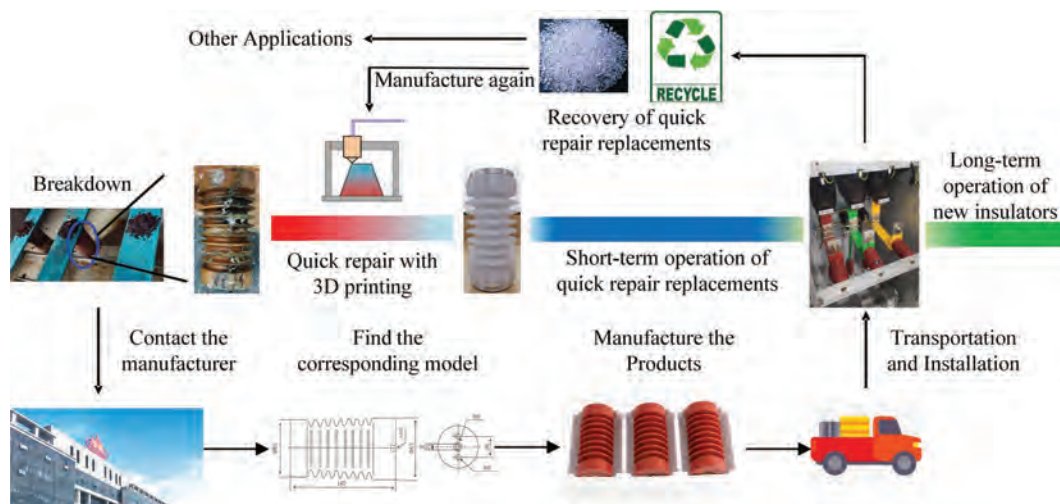 Other Applications
Manufacture again
RECYCLE
Recovery of quick
repair replacements
Breakdown
Long-term
operation of
new insulators
Quick repair with
3D printing
Short-term operation of
quick repair replacements
Contact the
manufacturer
Find the
corresponding model
Manufacture the
Products
Transportation
and Installation